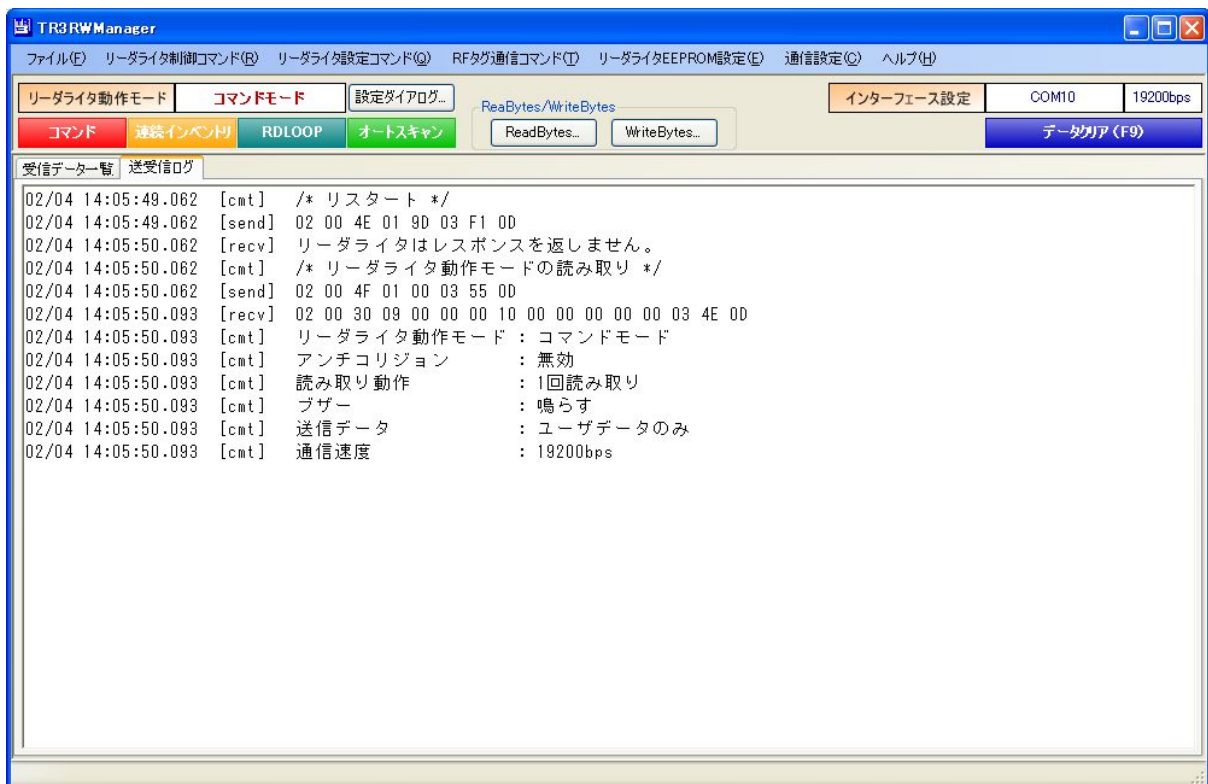 TR3RWManager
ファイル(F) リーダライタ制御コマンド(R) リーダライタ設定コマンド(Q) RFタグ通信コマンド(T) リーダライタEEPROM設定(E) 通信設定(C) ヘルプ(H)
リーダライタ動作モード コマンドモード 設定ダイアログ... ReaBytes/WriteBytes インターフェース設定 COM10 19200bps
コマンド 連続インベントリ RDLOOP オートスキャン ReadBytes... WriteBytes... データクリア(F9)
受信データ一覧 送受信ログ
02/04 14:05:49.062 [cmt] /* リスタート */
02/04 14:05:49.062 [send] 02 00 4E 01 9D 03 F1 0D
02/04 14:05:50.062 [recv] リーダライタはレスポンスを返しません。
02/04 14:05:50.062 [cmt] /* リーダライタ動作モードの読み取り */
02/04 14:05:50.062 [send] 02 00 4F 01 00 03 55 0D
02/04 14:05:50.093 [recv] 02 00 30 09 00 00 00 10 00 00 00 00 00 03 4E 0D
02/04 14:05:50.093 [cmt] リーダライタ動作モード : コマンドモード
02/04 14:05:50.093 [cmt] アンチコリジョン : 無効
02/04 14:05:50.093 [cmt] 読み取り動作 : 1回読み取り
02/04 14:05:50.093 [cmt] ブザー : 鳴らす
02/04 14:05:50.093 [cmt] 送信データ : ユーザデータのみ
02/04 14:05:50.093 [cmt] 通信速度 : 19200bps